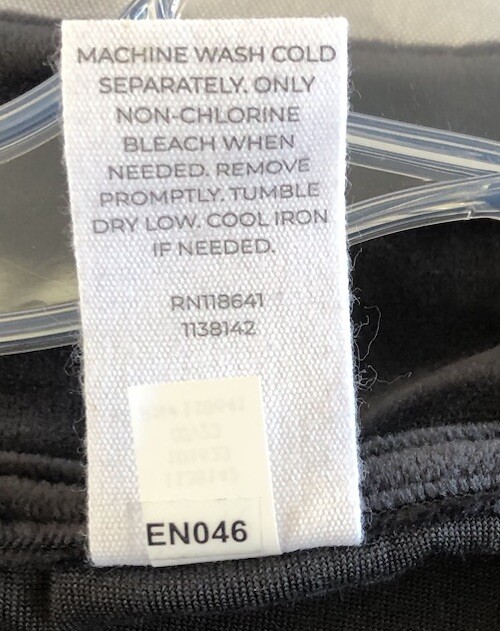 MACHINE WASH COLD
SEPARATELY. ONLY
NON-CHLORINE
BLEACH WHEN
NEEDED. REMOVE
PROMPTLY. TUMBLE
DRY LOW. COOL IRON
IF NEEDED.
RN118641
1138142
EN046